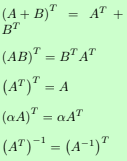 (A + B)^T = A^T +
B^T
(AB)^T = B^T A^T
(A^T)^T = A
(αA)^T = αA^T
(A^T)^{-1} = (A^{-1})^T